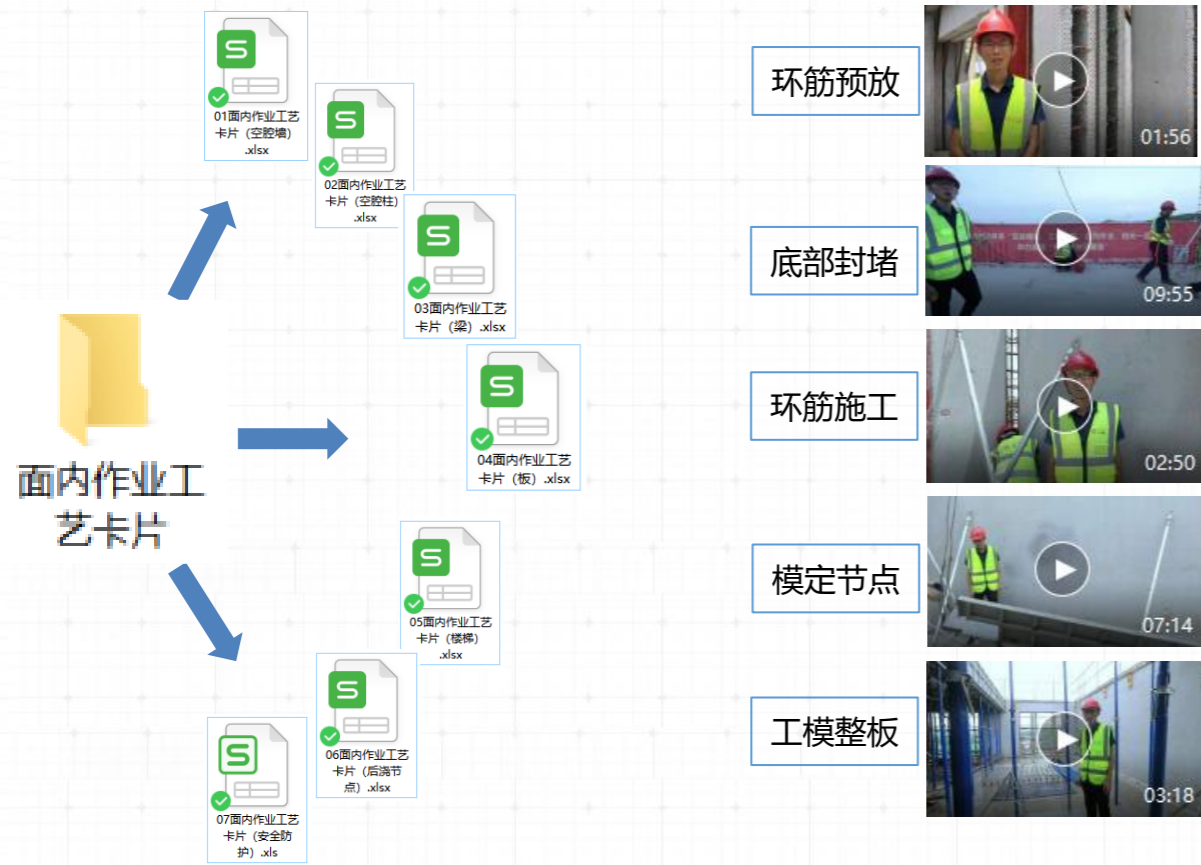 01面内作业工艺
卡片（空腔墙）
.xlsx
02面内作业工艺
卡片（空腔柱）
.xlsx
03面内作业工艺
卡片（梁）.xlsx
04面内作业工艺
卡片（板）.xlsx
面内作业工
艺卡片
05面内作业工艺
卡片（楼梯）
.xlsx
06面内作业工艺
卡片（后浇节
点）.xlsx
07面内作业工艺
卡片（安全防
护）.xls
环筋预放
01:56
底部封堵
09:55
环筋施工
02:50
模定节点
07:14
工模整板
03:18